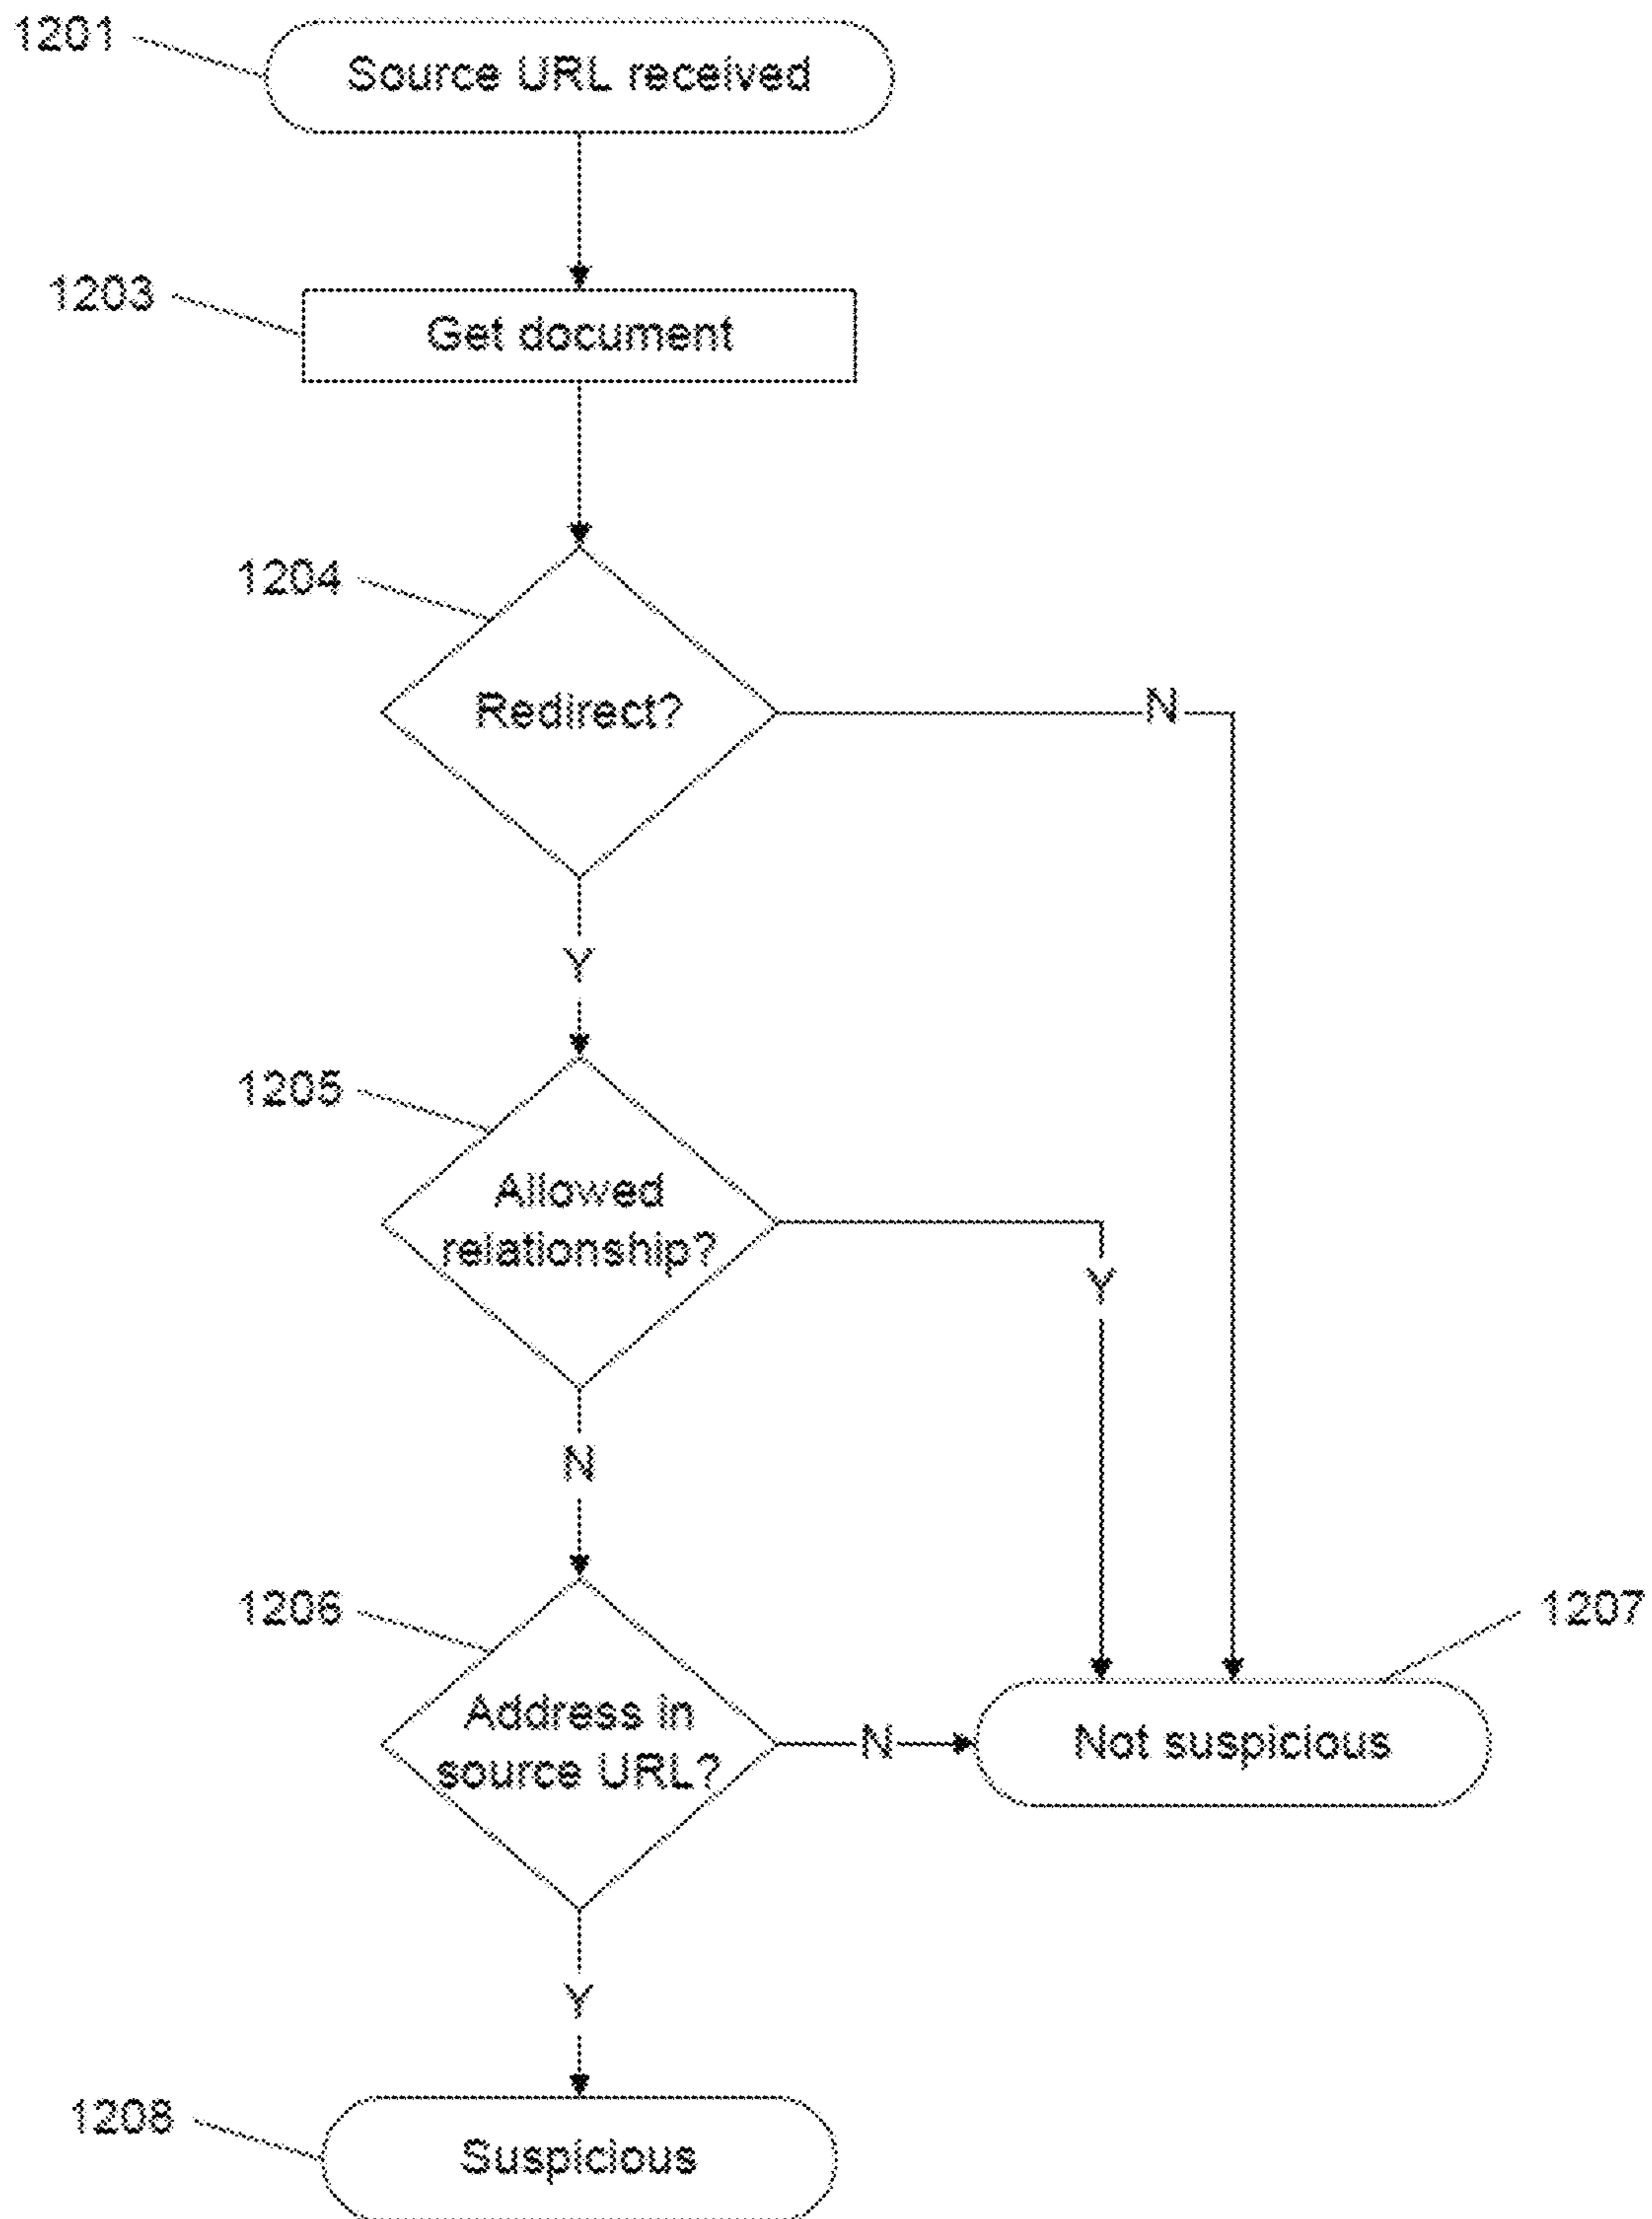 1201
Source URL received
1203
Get document
1204
Redirect?
N
Y
1205
Allowed
relationship?
Y
N
1206
1207
Address in
source URL?
N
Not suspicious
Y
1208
Suspicious